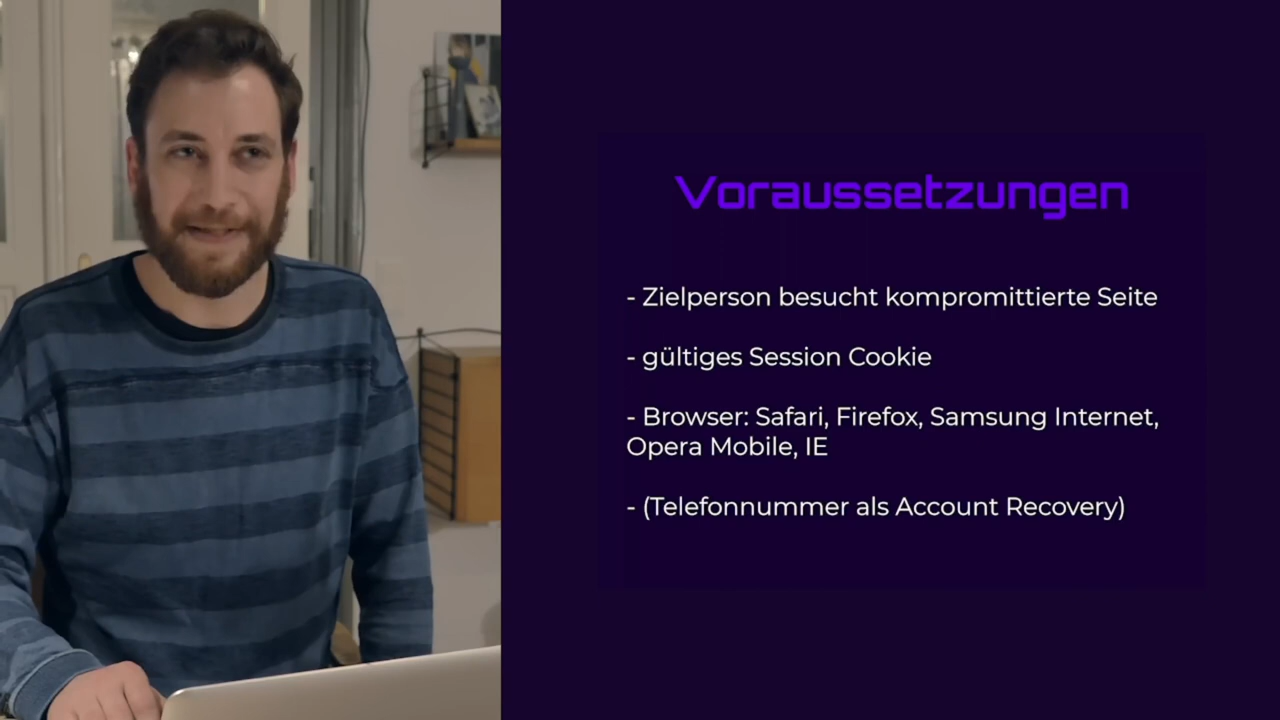 Voraussetzungen
- Zielperson besucht kompromittierte Seite
- gültiges Session Cookie
- Browser: Safari, Firefox, Samsung Internet,
Opera Mobile, IE
- (Telefonnummer als Account Recovery)